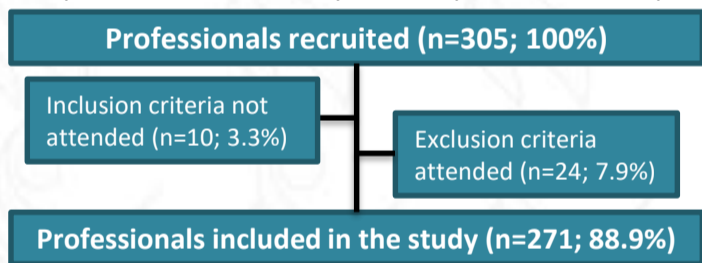 Professionals recruited (n=305; 100%)
Inclusion criteria not
attended (n=10; 3.3%)
Exclusion criteria
attended (n=24; 7.9%)
Professionals included in the study (n=271; 88.9%)